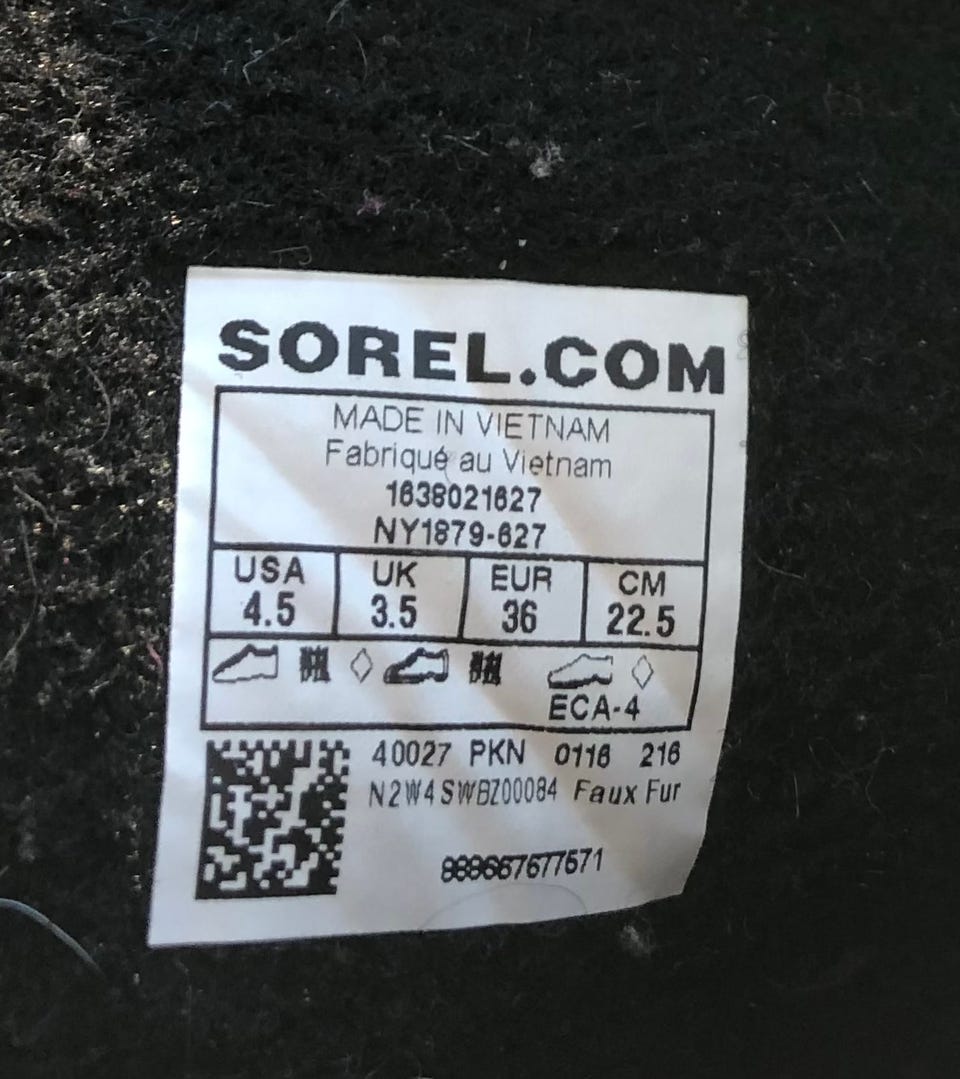 SOREL.COM
MADE IN VIETNAM
Fabriqué au Vietnam
1638021627
NY1879-627
USA UK EUR CM
4.5 3.5 36 22.5
ECA-4
40027 PKN 0116 216
N2W4SWBZ00084 Faux Fur
888667677571